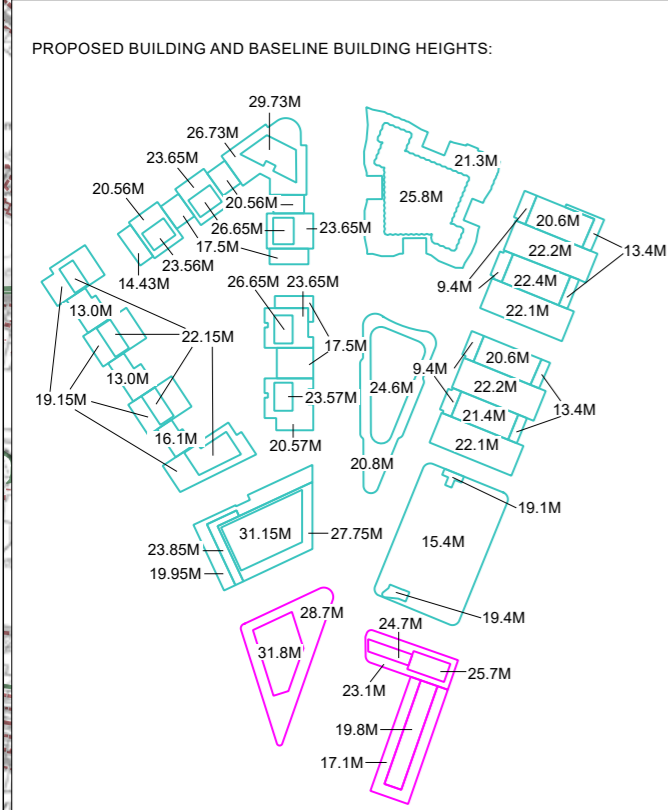 PROPOSED BUILDING AND BASELINE BUILDING HEIGHTS:
29.73M
26.73M
23.65M
20.56M
20.56M
26.65M
23.65M
17.5M
23.56M
14.43M
21.3M
25.8M
20.6M
22.2M
13.4M
9.4M
22.4M
22.1M
13.0M
22.15M
13.0M
19.15M
16.1M
26.65M 23.65M
17.5M
23.57M
20.57M
24.6M
20.8M
9.4M
20.6M
22.2M
13.4M
21.4M
22.1M
31.15M
27.75M
23.85M
19.95M
19.1M
15.4M
19.4M
28.7M
31.8M
24.7M
25.7M
23.1M
19.8M
17.1M